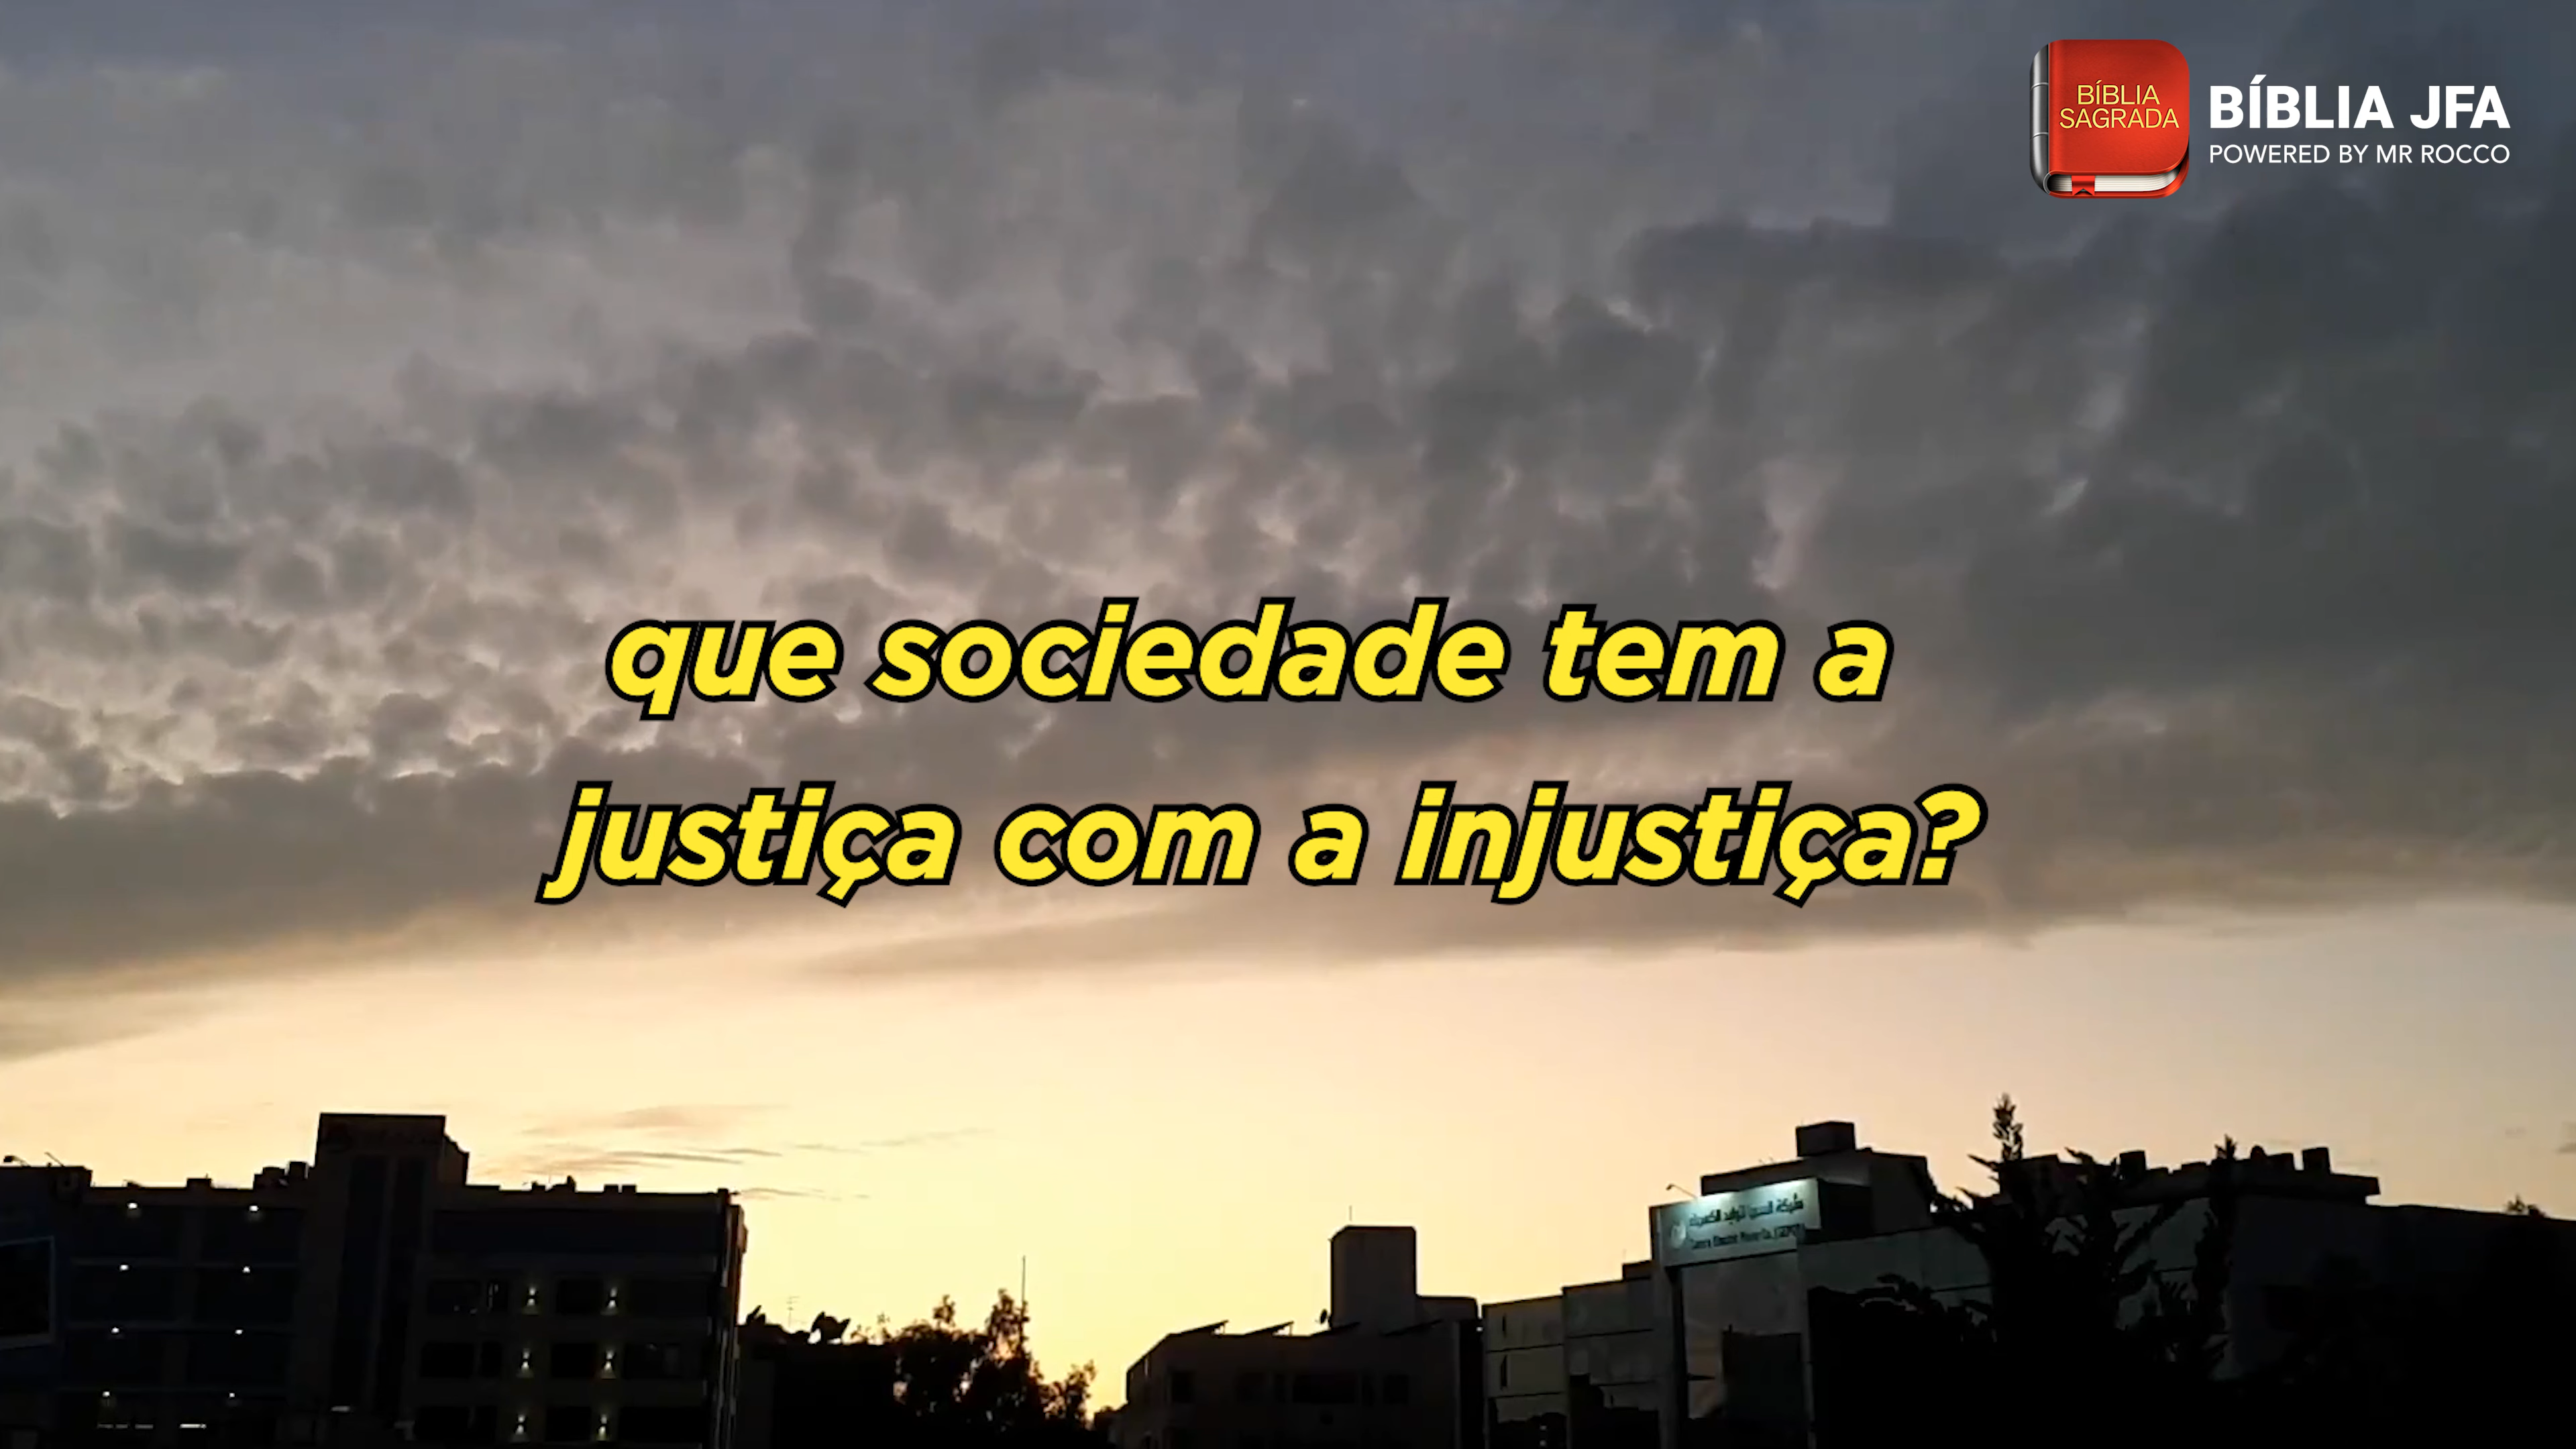 BÍBLIA
SAGRADA
BÍBLIA JFA
POWERED BY MR ROCCO
que sociedade tem a
justiça com a injustiça?